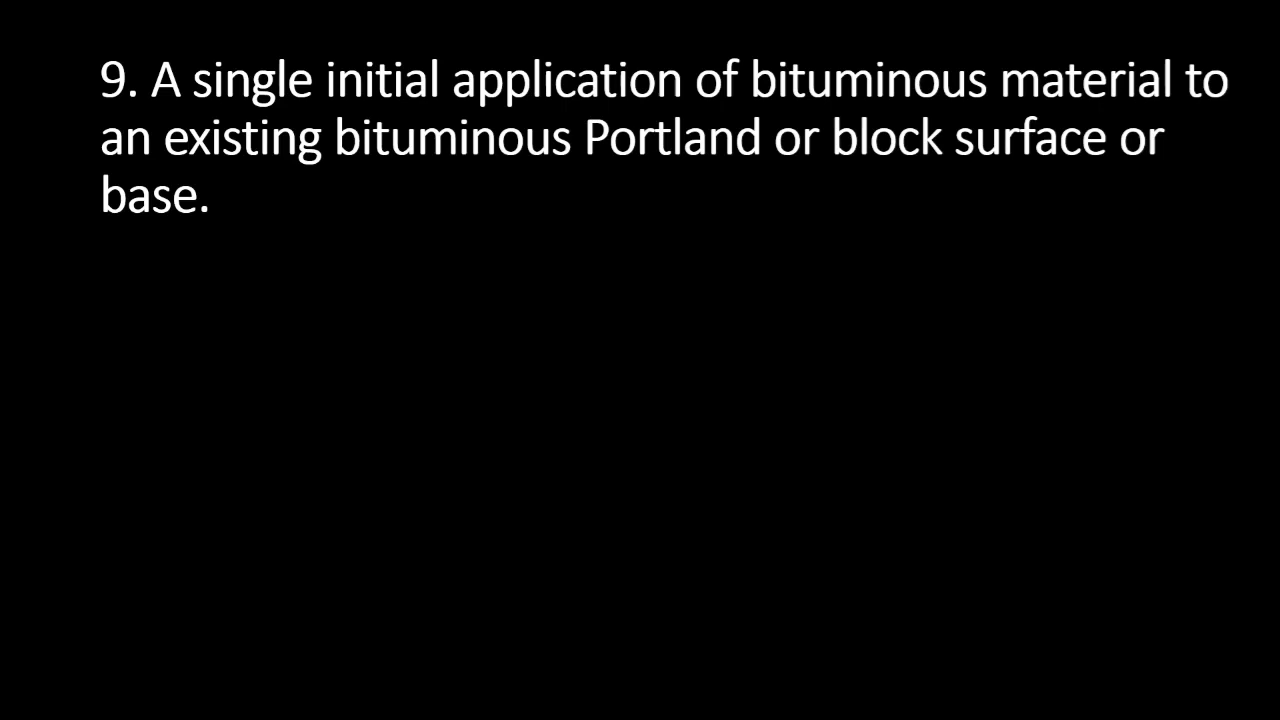 9. A single initial application of bituminous material to
an existing bituminous Portland or block surface or
base.